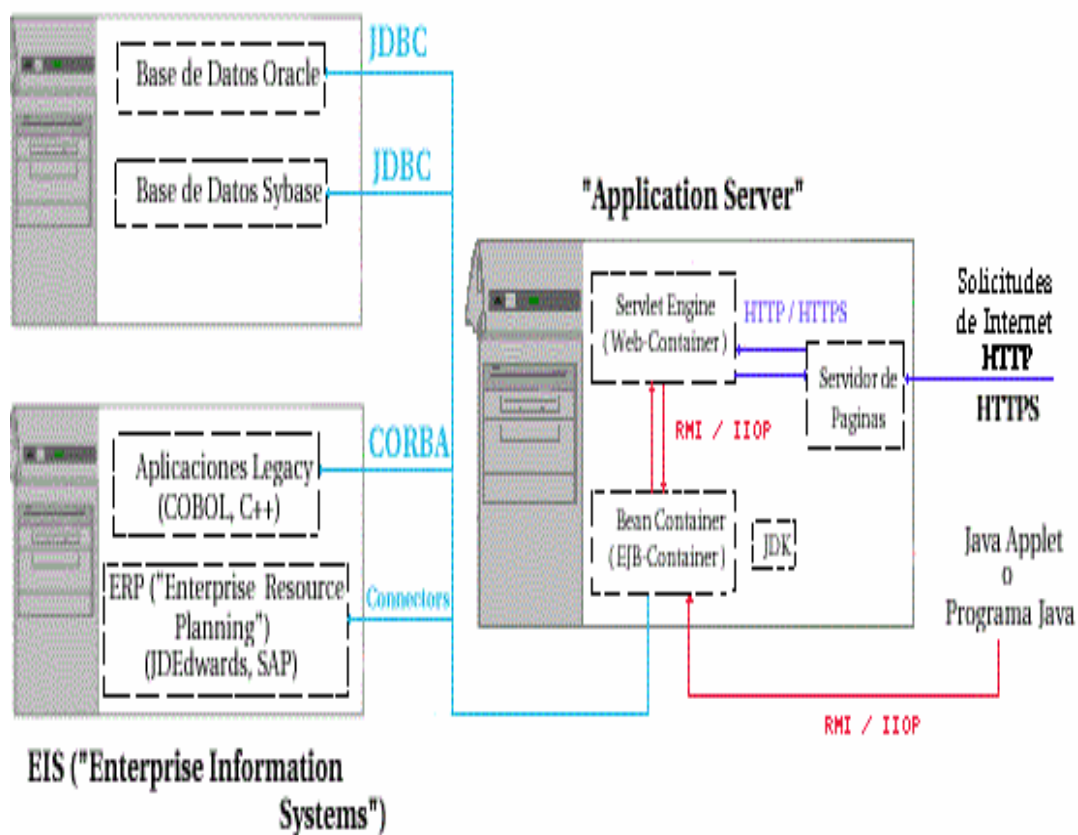 JDBC
Base de Datos Oracle
JDBC
Base de Datos Sybase
"Application Server"
Servlet Engine
(Web-Container)
HTTP / HTTPS
Servidor de
Paginas
Solicitudes
de Internet
HTTP
HTTPS
RMI / IIOP
CORBA
Aplicaciones Legacy
(COBOL, C++)
ERP ("Enterprise Resource
Planning")
(JDEdwards, SAP)
Connectors
Bean Container
(EJB-Container)
JDK
Java Applet
o
Programa Java
RMI / IIOP
EIS ("Enterprise Information
Systems")